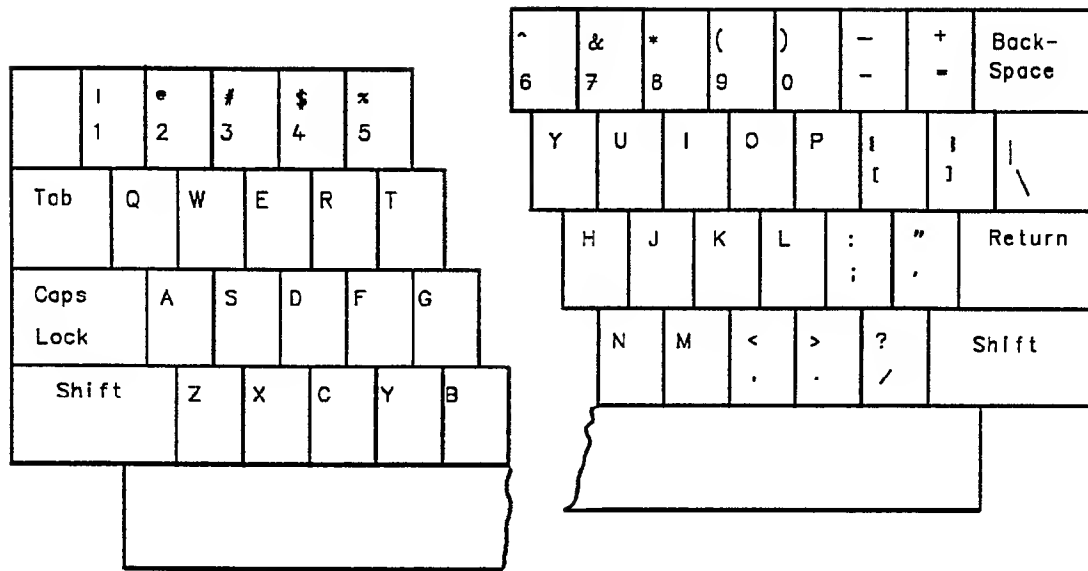 | @ # $ %
1 2 3 4 5
Tab Q W E R T
Caps A S D F G
Lock
Shift Z X C Y B
^ & * ( ) — + Back-
6 7 8 9 0 - = Space
Y U I O P { } |
[ ] \
H J K L : " Return
; '
N M < > ? Shift
, . /